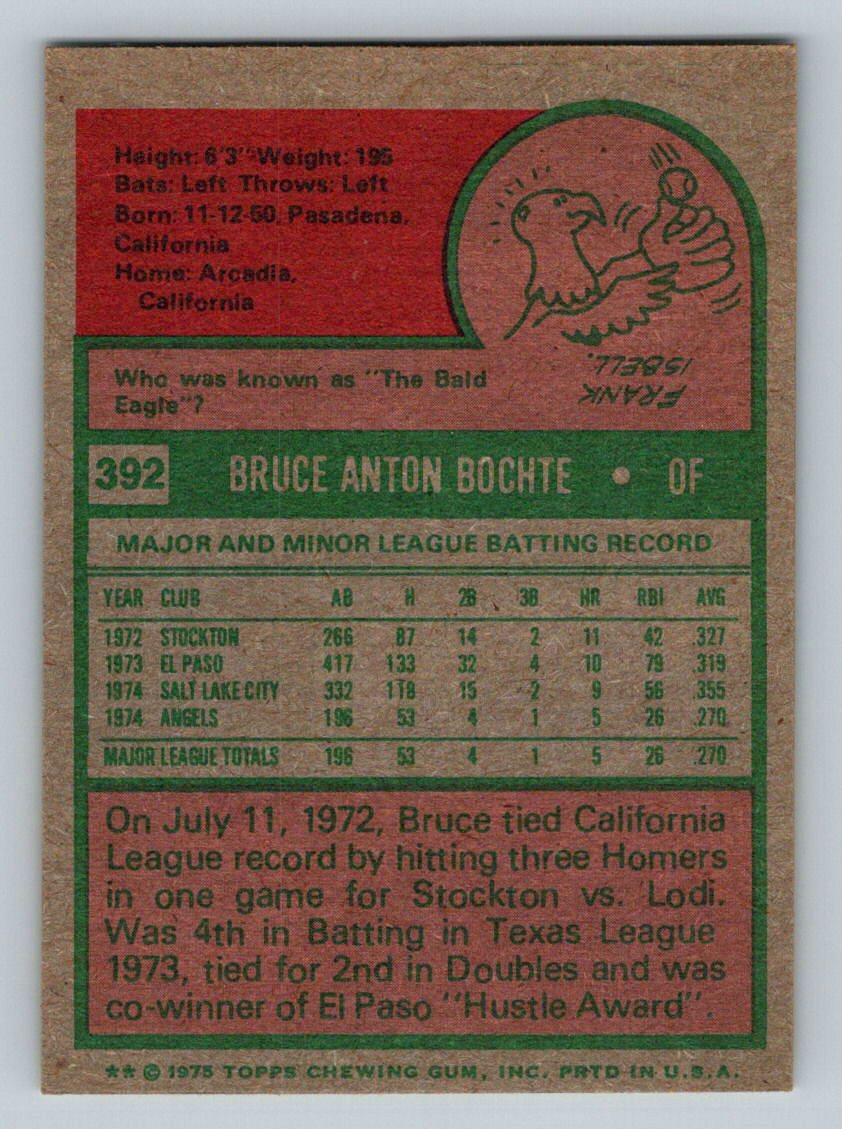 Height: 6'3" Weight: 195
Bats: Left Throws: Left
Born: 11-12-50, Pasadena,
California
Home: Arcadia,
California
Who was known as "The Bald
Eagle"?
FRANK
ISBELL.
392 BRUCE ANTON BOCHTE • OF
MAJOR AND MINOR LEAGUE BATTING RECORD
YEAR CLUB AB H 2B 3B HR RBI AVG
1972 STOCKTON 266 87 14 2 11 42 .327
1973 EL PASO 417 133 32 4 10 79 .319
1974 SALT LAKE CITY 332 118 15 2 9 56 .355
1974 ANGELS 196 53 4 1 5 26 .270
MAJOR LEAGUE TOTALS 196 53 4 1 5 26 .270
On July 11, 1972, Bruce tied California
League record by hitting three Homers
in one game for Stockton vs. Lodi.
Was 4th in Batting in Texas League
1973, tied for 2nd in Doubles and was
co-winner of El Paso "Hustle Award".
** © 1975 TOPPS CHEWING GUM, INC. PRTD IN U.S.A.